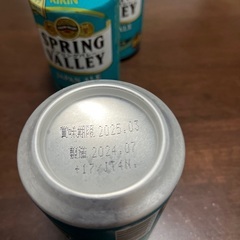 KIRIN
SPRING
VALLEY
JAPAN ALE
賞味期限2025.03
製造2024.07